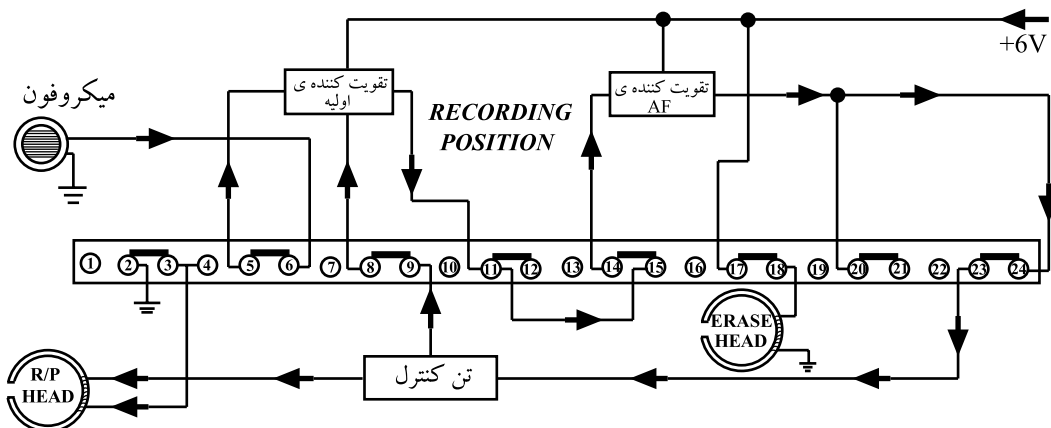 +6V
میکروفون
تقویت کننده ی
اولیه
RECORDING
POSITION
تقویت کننده ی
AF
1 2 3 4 5 6 7 8 9 10 11 12 13 14 15 16 17 18 19 20 21 22 23 24
ERASE
HEAD
R/P
HEAD
تن کنترل